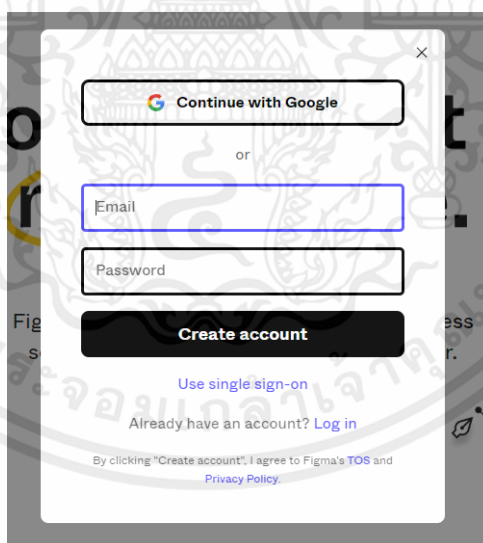 Continue with Google
or
Email
Password
Create account
Use single sign-on
Already have an account? Log in
By clicking "Create account", I agree to Figma's TOS and
Privacy Policy.